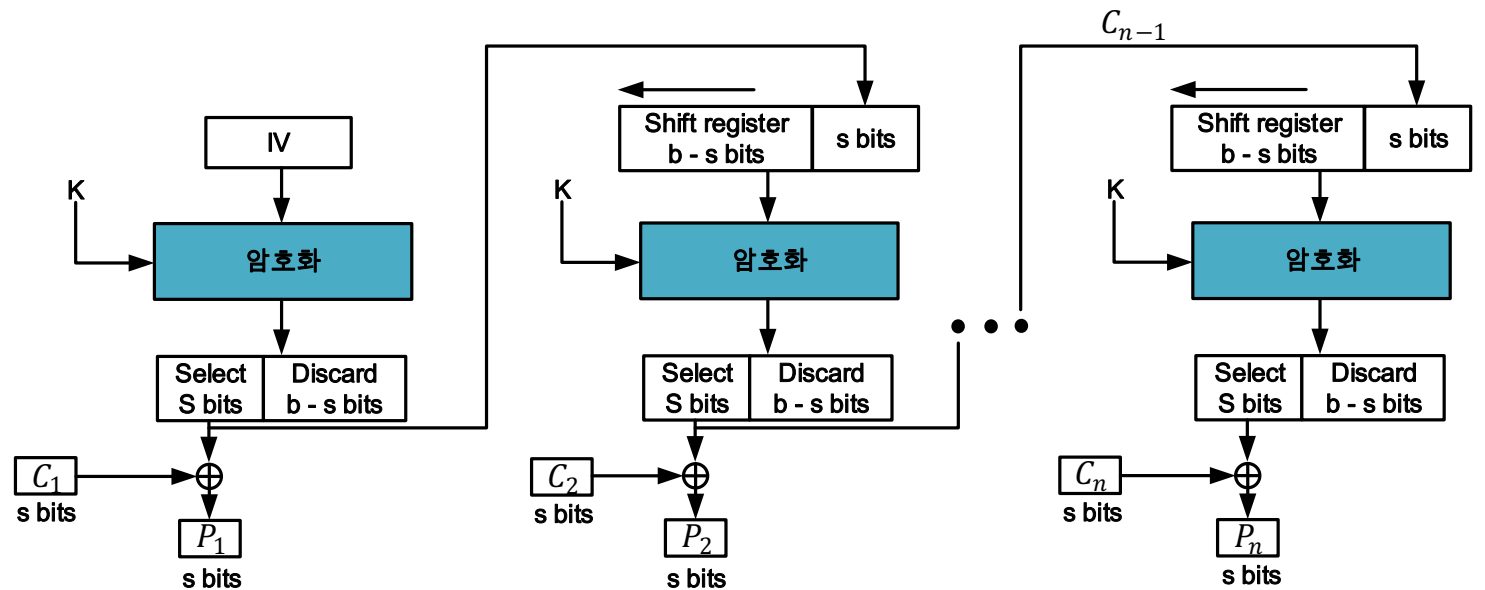 C_{n-1}
IV
Shift register
b - s bits
s bits
Shift register
b - s bits
s bits
K
K
K
암호화
암호화
암호화
Select
S bits
Discard
b - s bits
Select
S bits
Discard
b - s bits
Select
S bits
Discard
b - s bits
C_1
s bits
C_2
s bits
C_n
s bits
P_1
s bits
P_2
s bits
P_n
s bits